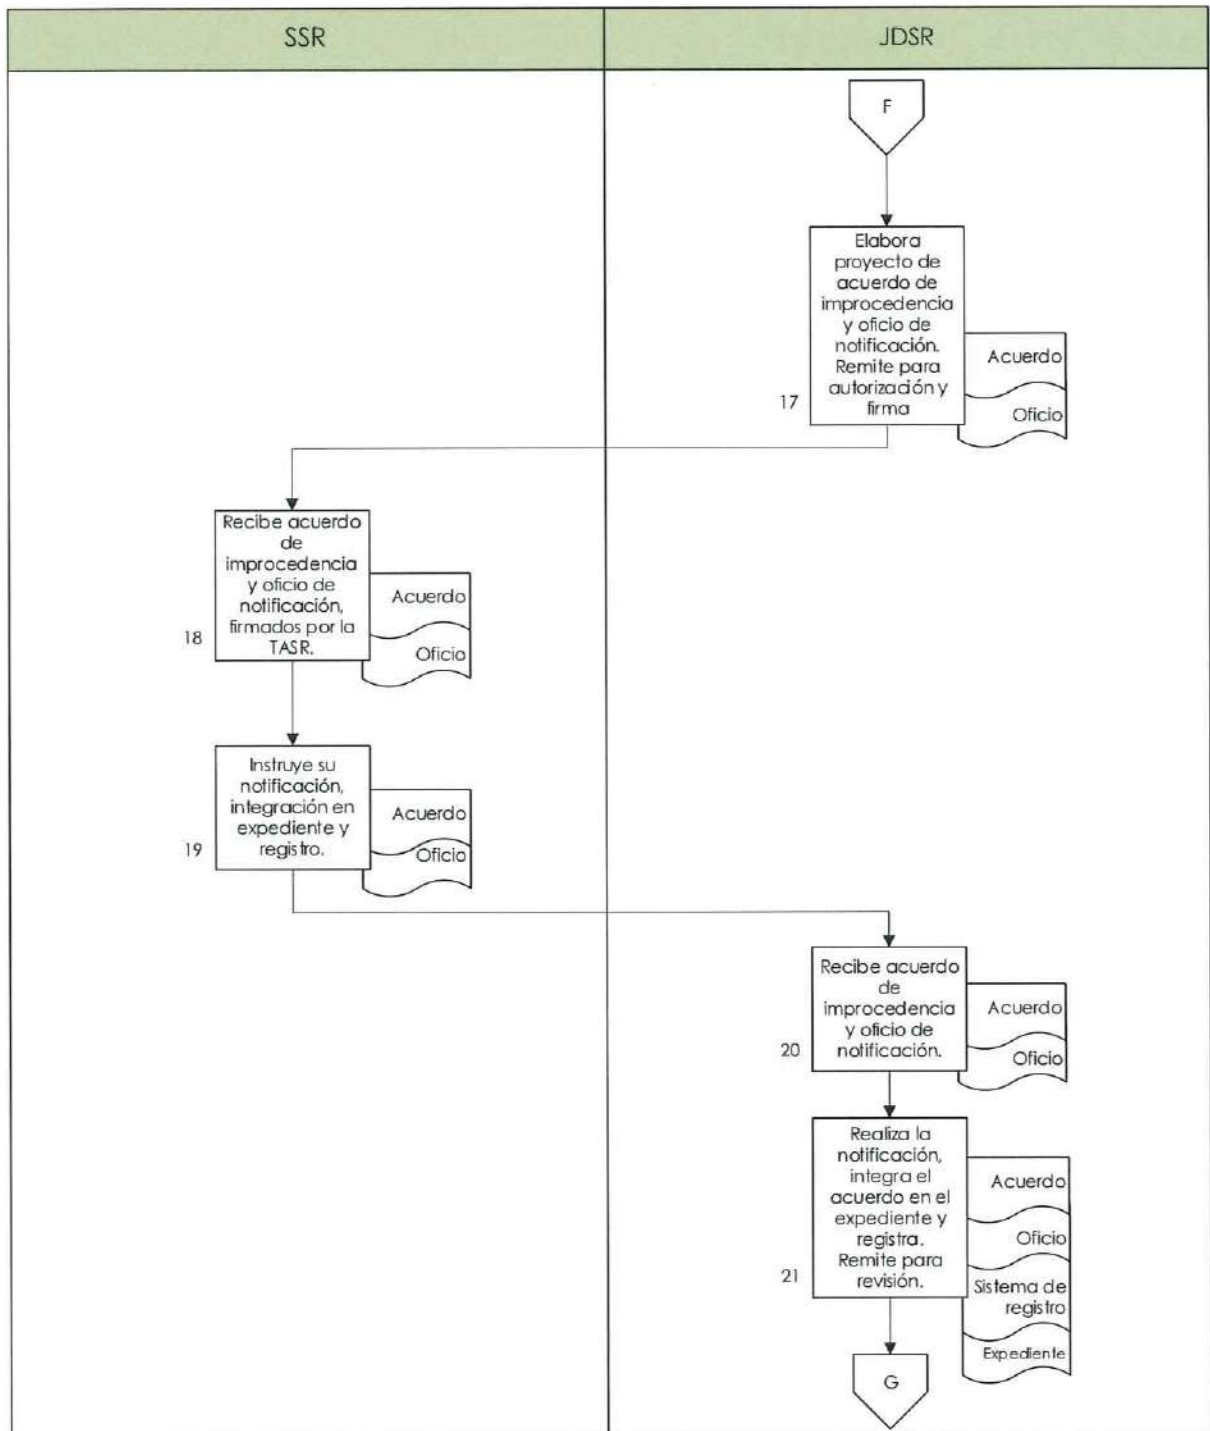 SSR
JDSR
F
Elabora
proyecto de
acuerdo de
improcedencia
y oficio de
notificación.
Remite para
autorización y
firma
17
Acuerdo
Oficio
Recibe acuerdo
de
improcedencia
y oficio de
notificación,
firmados por la
TASR.
18
Acuerdo
Oficio
Instruye su
notificación,
integración en
expediente y
registro.
19
Acuerdo
Oficio
Recibe acuerdo
de
improcedencia
y oficio de
notificación.
20
Acuerdo
Oficio
Realiza la
notificación,
integra el
acuerdo en el
expediente y
registra.
Remite para
revisión.
21
Acuerdo
Oficio
Sistema de
registro
Expediente
G